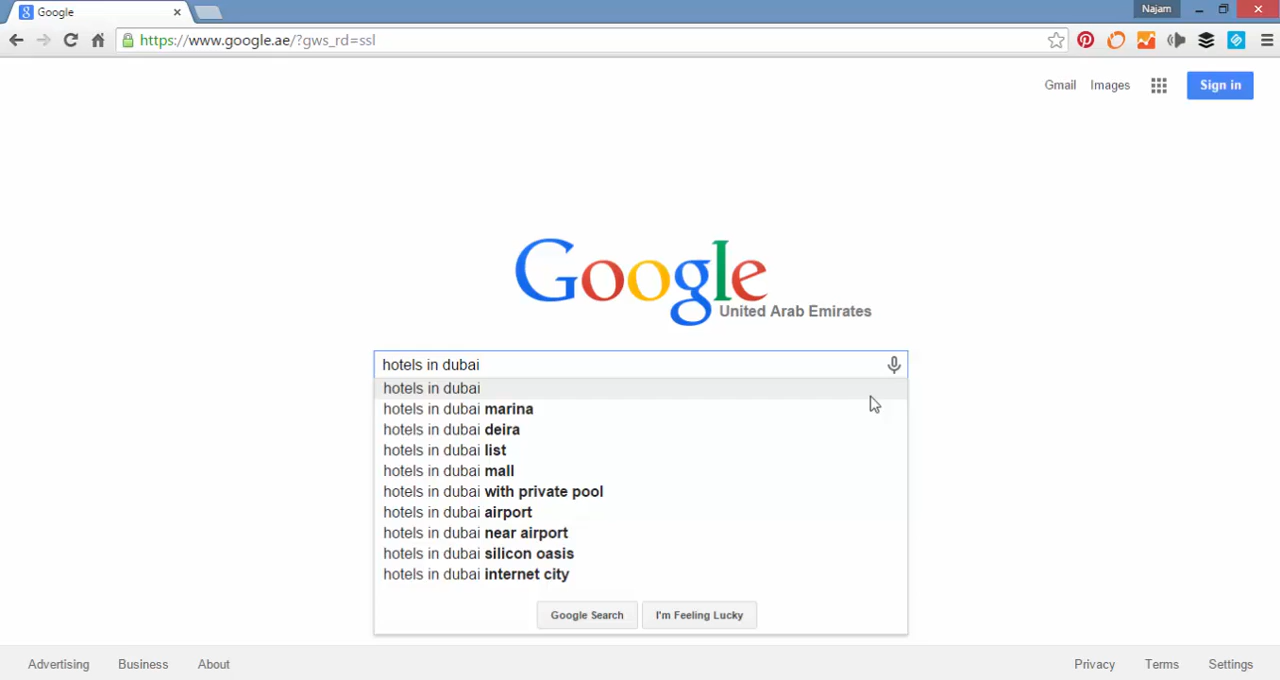 Google
Najam
https://www.google.ae/?gws_rd=ssl
Gmail Images Sign in
Google
United Arab Emirates
hotels in dubai
hotels in dubai
hotels in dubai marina
hotels in dubai deira
hotels in dubai list
hotels in dubai mall
hotels in dubai with private pool
hotels in dubai airport
hotels in dubai near airport
hotels in dubai silicon oasis
hotels in dubai internet city
Google Search I'm Feeling Lucky
Advertising Business About Privacy Terms Settings